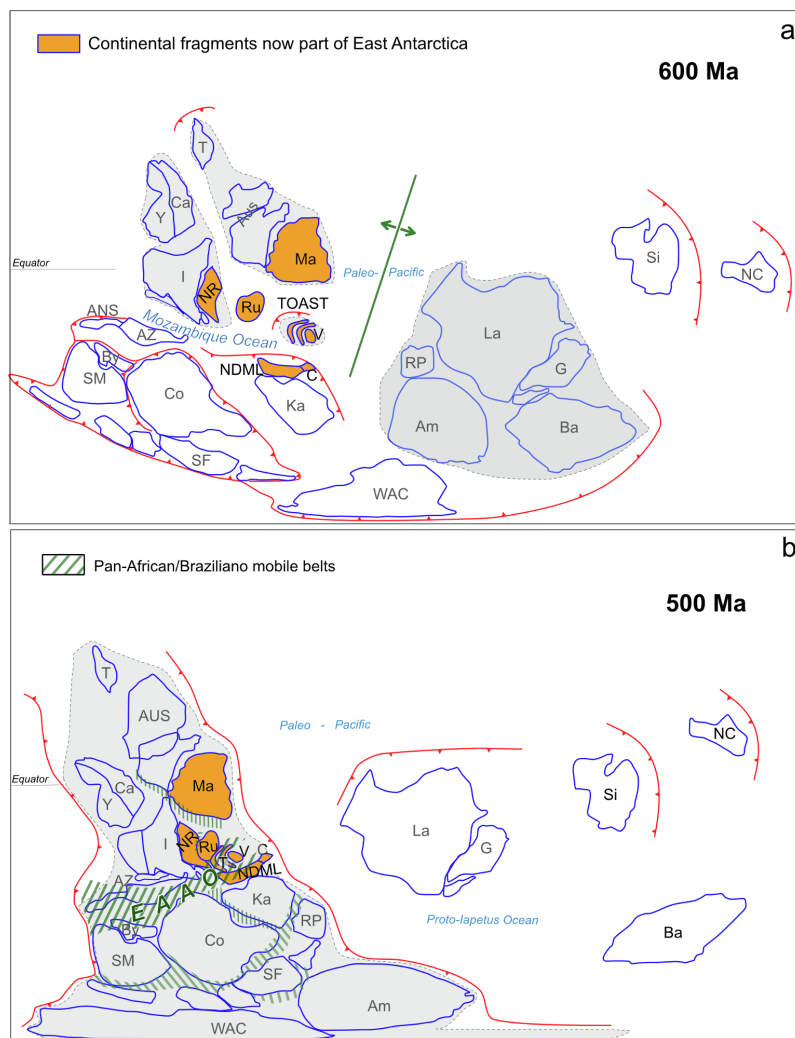 a
Continental fragments now part of East Antarctica
600 Ma
T
Ca
Y
Aus
Ma
Si
NC
Equator
Paleo- Pacific
I
NR
Ru
TOAST
ANS
AZ
Mozambique Ocean
V
La
By
NDML
C
RP
G
SM
Co
Ka
Am
Ba
SF
WAC
b
Pan-African/Braziliano mobile belts
500 Ma
T
AUS
Paleo - Pacific
NC
Equator
Ca
Ma
Y
Si
La
I
NR
Ru
T
V
C
G
AZ
EAAO
NDML
Ka
RP
Proto-Iapetus Ocean
By
Co
Ba
SM
SF
Am
WAC